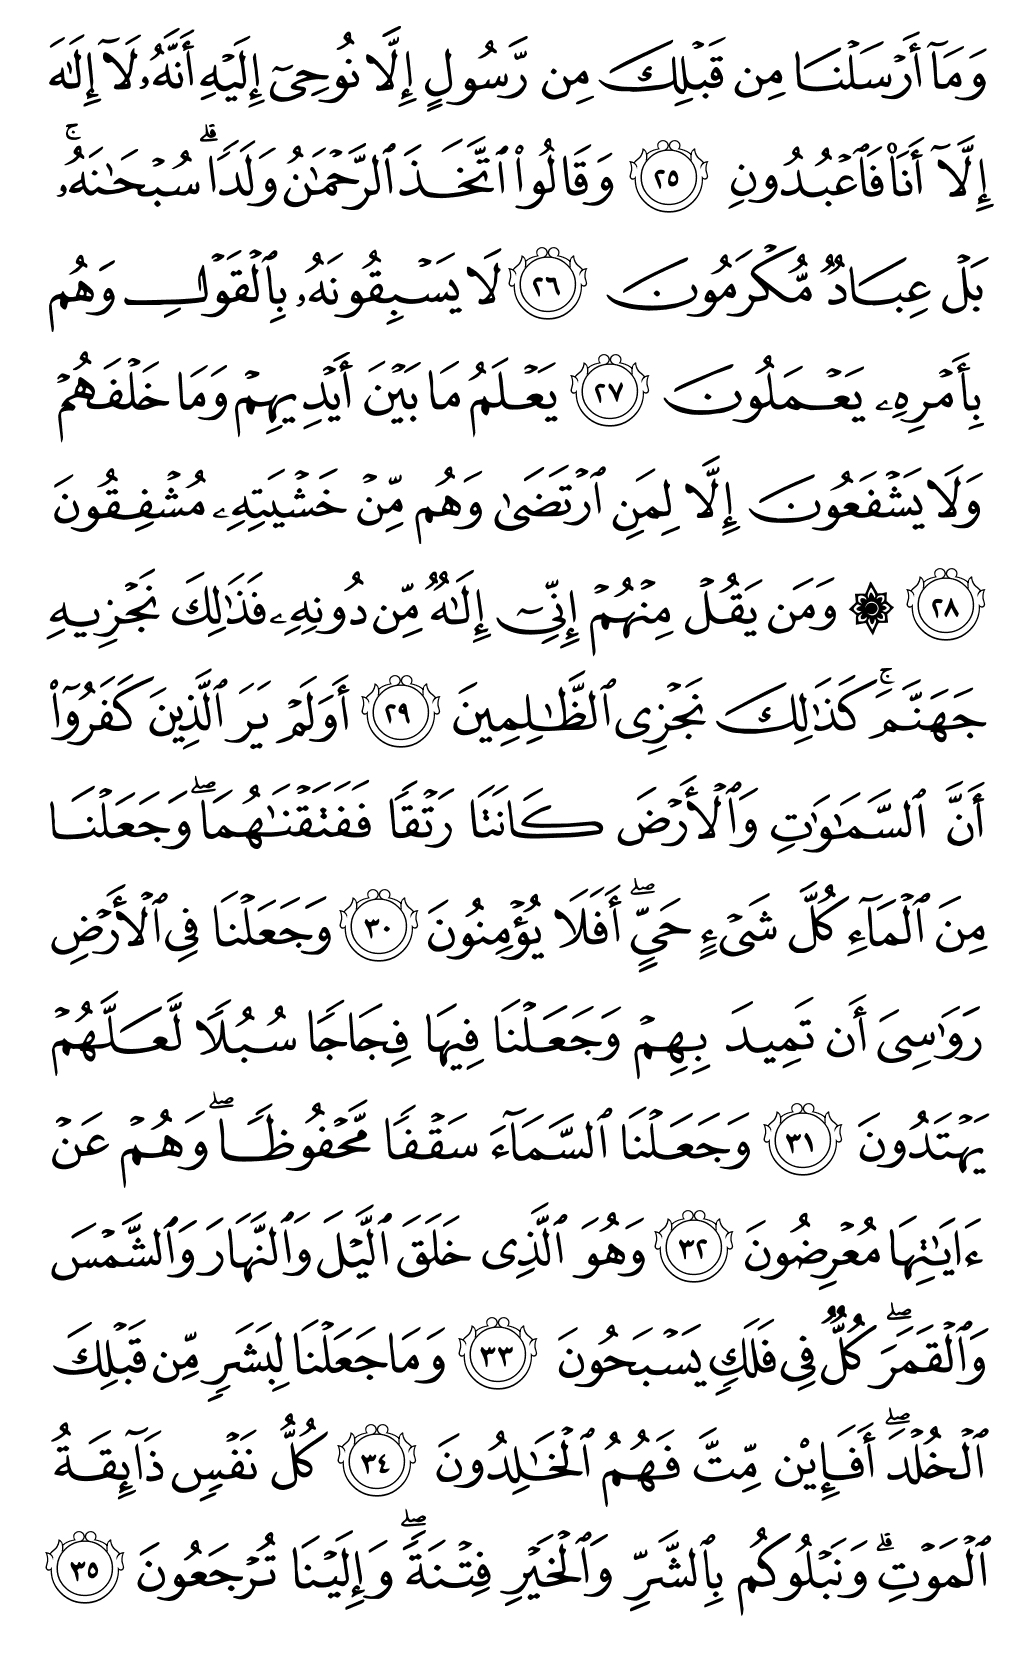 وَمَآ أَرۡسَلۡنَا مِن قَبۡلِكَ مِن رَّسُولٍ إِلَّا نُوحِيٓ إِلَيۡهِ أَنَّهُۥ لَآ إِلَٰهَ
إِلَّآ أَنَا۠ فَٱعۡبُدُونِ ٢٥ وَقَالُواْ ٱتَّخَذَ ٱلرَّحۡمَٰنُ وَلَدٗاۗ سُبۡحَٰنَهُۥۚ
بَلۡ عِبَادٞ مُّكۡرَمُونَ ٢٦ لَا يَسۡبِقُونَهُۥ بِٱلۡقَوۡلِ وَهُم
بِأَمۡرِهِۦ يَعۡمَلُونَ ٢٧ يَعۡلَمُ مَا بَيۡنَ أَيۡدِيهِمۡ وَمَا خَلۡفَهُمۡ
وَلَا يَشۡفَعُونَ إِلَّا لِمَنِ ٱرۡتَضَىٰ وَهُم مِّنۡ خَشۡيَتِهِۦ مُشۡفِقُونَ
٢٨ ۞ وَمَن يَقُلۡ مِنۡهُمۡ إِنِّيٓ إِلَٰهٞ مِّن دُونِهِۦ فَذَٰلِكَ نَجۡزِيهِ
جَهَنَّمَۚ كَذَٰلِكَ نَجۡزِي ٱلظَّٰلِمِينَ ٢٩ أَوَلَمۡ يَرَ ٱلَّذِينَ كَفَرُوٓاْ
أَنَّ ٱلسَّمَٰوَٰتِ وَٱلۡأَرۡضَ كَانَتَا رَتۡقٗا فَفَتَقۡنَٰهُمَاۖ وَجَعَلۡنَا
مِنَ ٱلۡمَآءِ كُلَّ شَيۡءٍ حَيٍّۖ أَفَلَا يُؤۡمِنُونَ ٣٠ وَجَعَلۡنَا فِي ٱلۡأَرۡضِ
رَوَٰسِيَ أَن تَمِيدَ بِهِمۡ وَجَعَلۡنَا فِيهَا فِجَاجٗا سُبُلٗا لَّعَلَّهُمۡ
يَهۡتَدُونَ ٣١ وَجَعَلۡنَا ٱلسَّمَآءَ سَقۡفٗا مَّحۡفُوظٗاۖ وَهُمۡ عَنۡ
ءَايَٰتِهَا مُعۡرِضُونَ ٣٢ وَهُوَ ٱلَّذِي خَلَقَ ٱلَّيۡلَ وَٱلنَّهَارَ وَٱلشَّمۡسَ
وَٱلۡقَمَرَۖ كُلّٞ فِي فَلَكٖ يَسۡبَحُونَ ٣٣ وَمَا جَعَلۡنَا لِبَشَرٖ مِّن قَبۡلِكَ
ٱلۡخُلۡدَۖ أَفَإِيْن مِّتَّ فَهُمُ ٱلۡخَٰلِدُونَ ٣٤ كُلُّ نَفۡسٖ ذَآئِقَةُ
ٱلۡمَوۡتِۗ وَنَبۡلُوكُم بِٱلشَّرِّ وَٱلۡخَيۡرِ فِتۡنَةٗۖ وَإِلَيۡنَا تُرۡجَعُونَ ٣٥